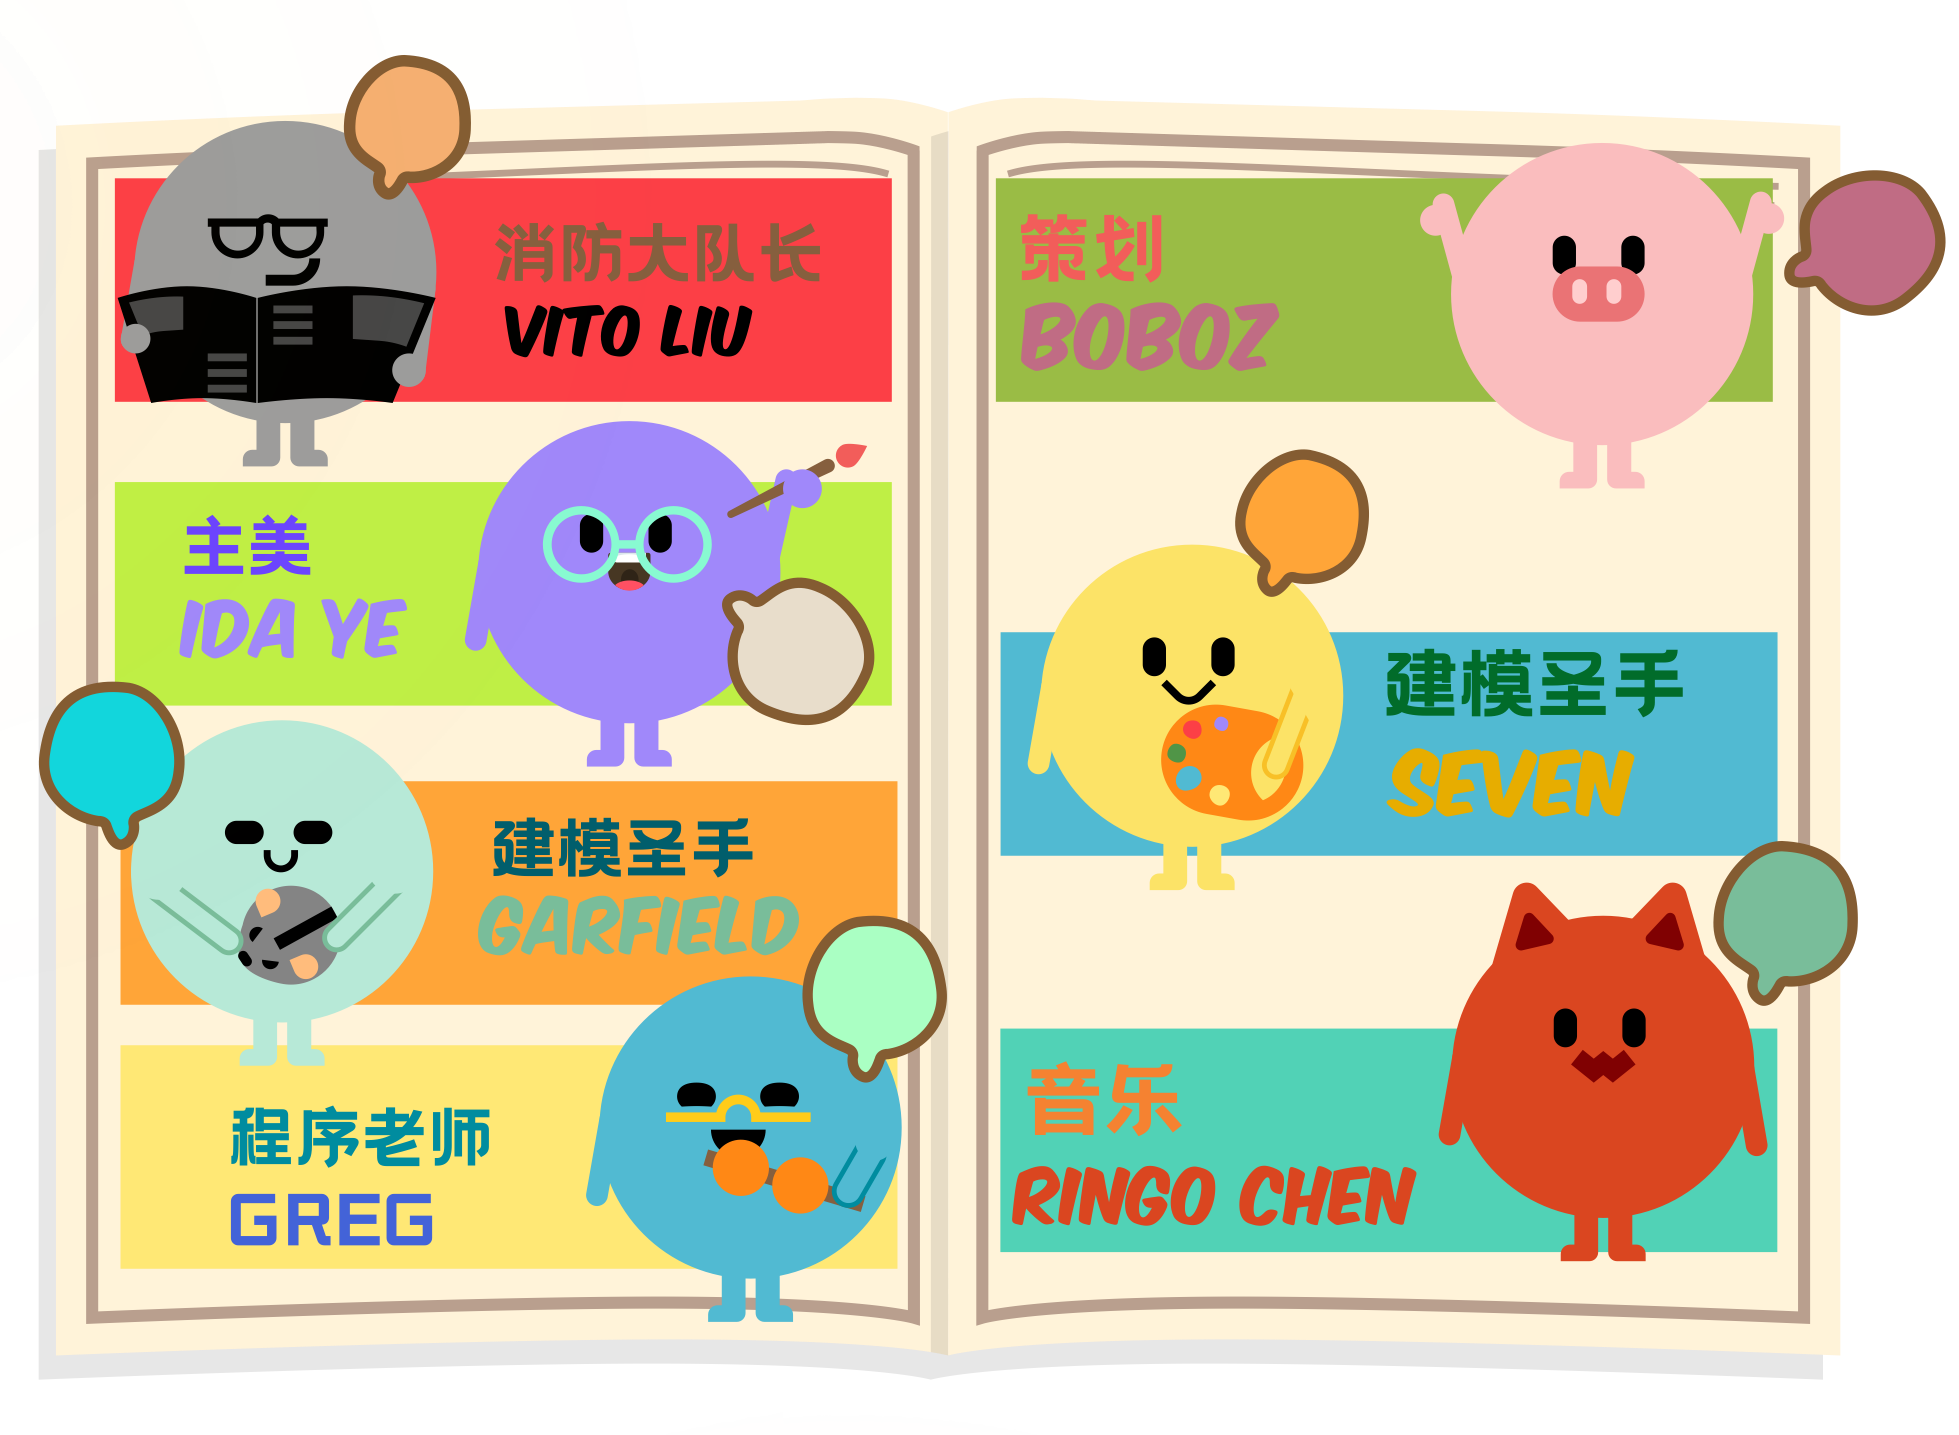 消防大队长
VITO LIU
主美
IDA YE
建模圣手
GARFIELD
程序老师
GREG
策划
BOBOZ
建模圣手
SEVEN
音乐
RINGO CHEN